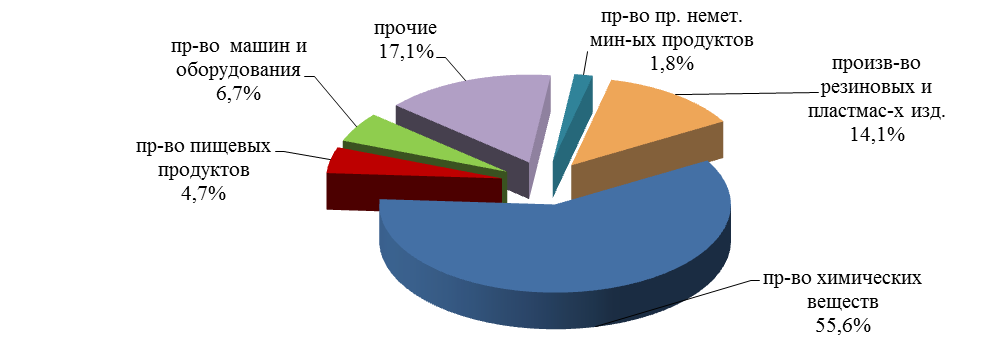 пр-во пр. немет.
мин-ых продуктов
1,8%
прочие
17,1%
пр-во  машин и
оборудования
6,7%
произв-во
резиновых и
пластмас-х изд.
14,1%
пр-во пищевых
продуктов
4,7%
пр-во химических
веществ
55,6%